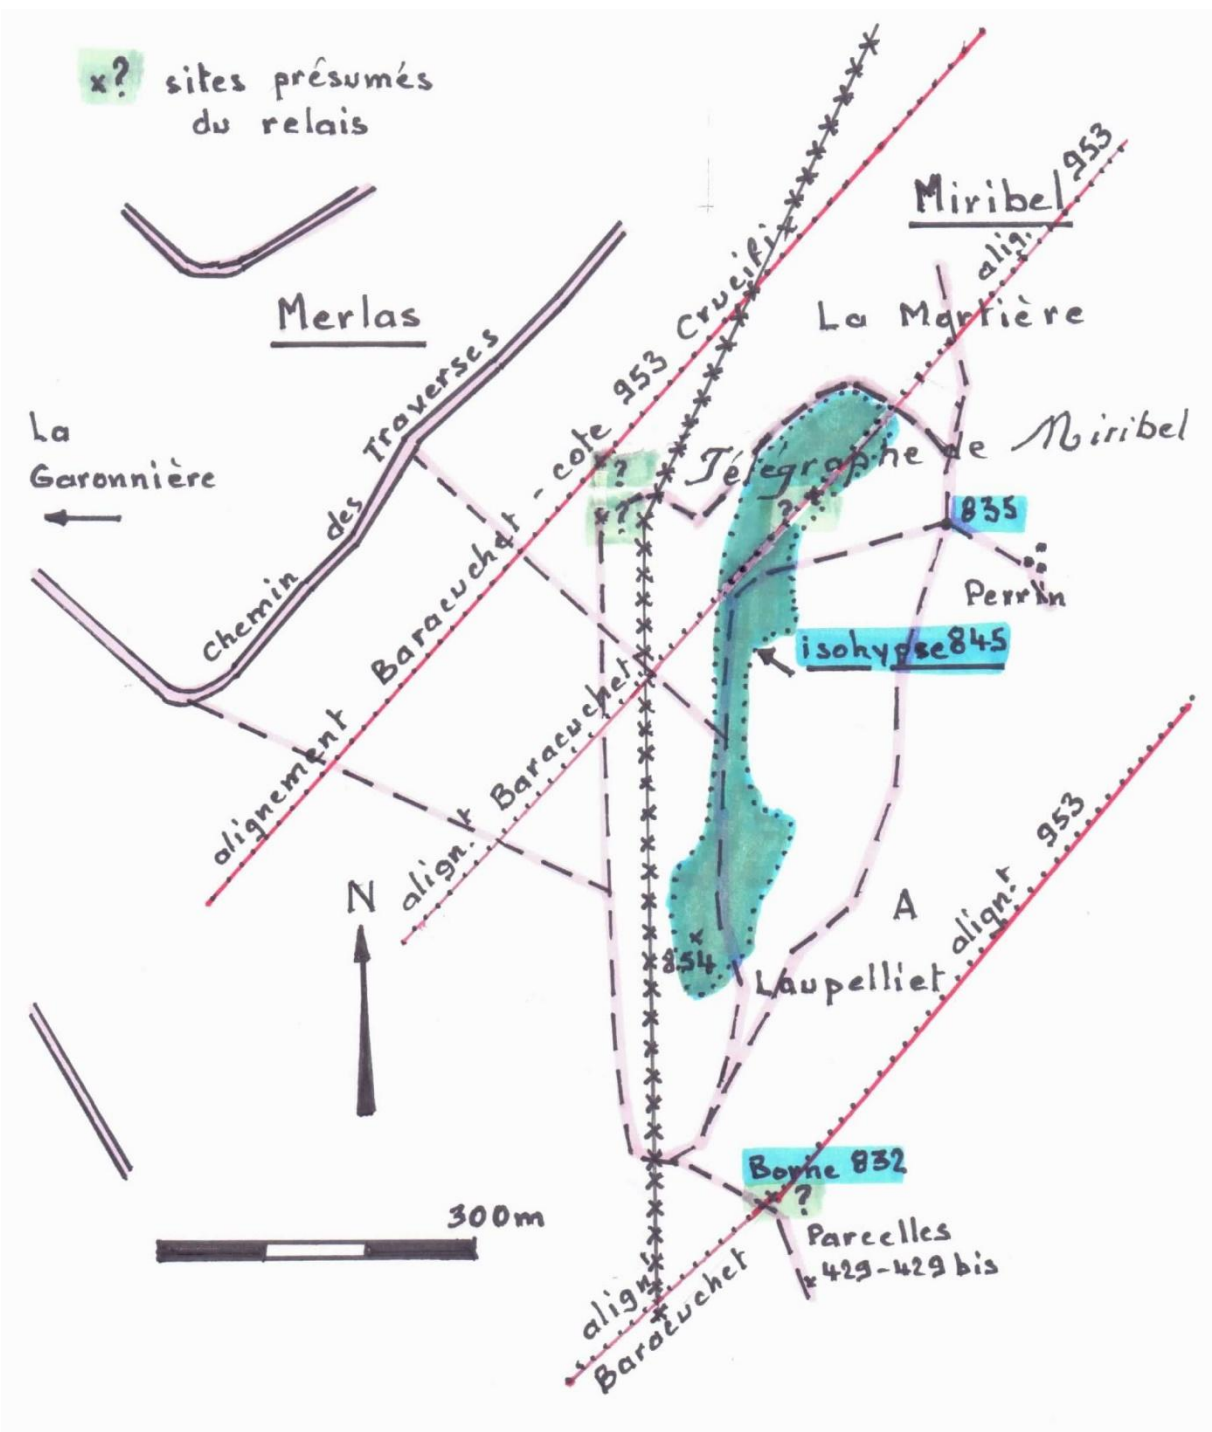 x? sites présumés
du relais
Miribel
alig. 953
Merlas
La Martière
alignement Baracuchet - cote 953 Crucifix
Chemin des Traverses
La
Garonnière
Télégraphe de Miribel
?
?
?
835
Perrin
isohypse 845
align.t Baracuchet
align.t 953
N
A
854
Laupelliet
Borne 832
?
300m
Parcelles
429-429 bis
align.t
Baracuchet